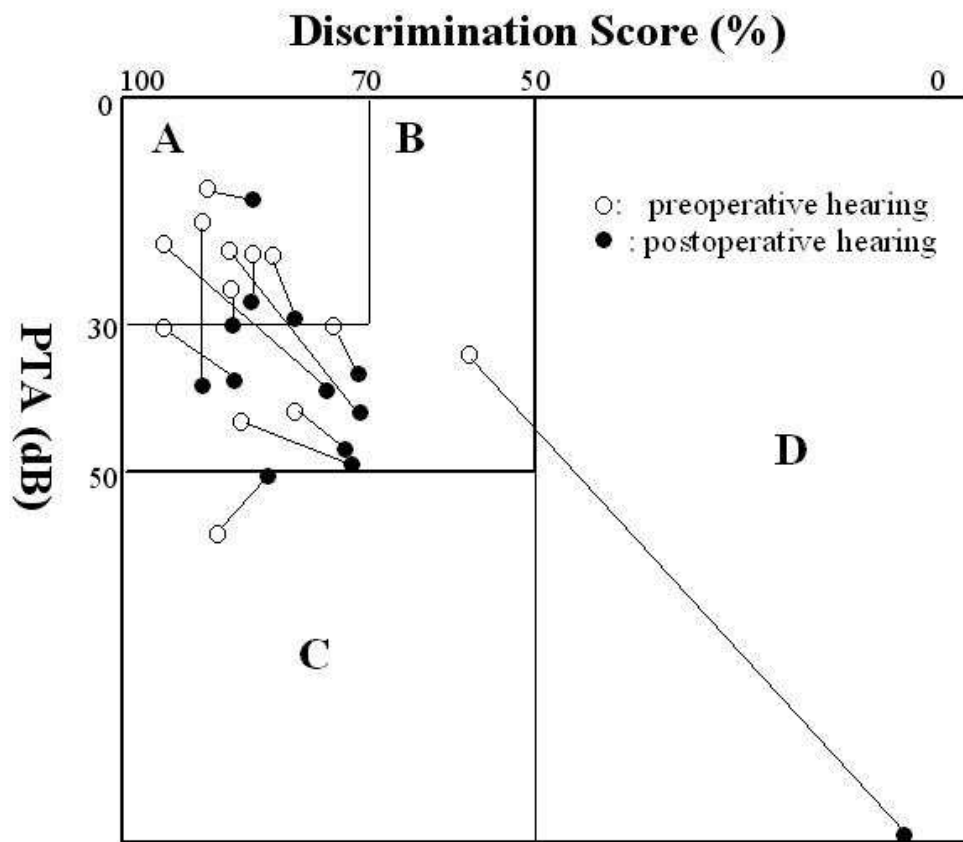 Discrimination Score (%)
100 70 50 0
0
A B
○: preoperative hearing
● : postoperative hearing
30
PTA (dB)
D
50
C